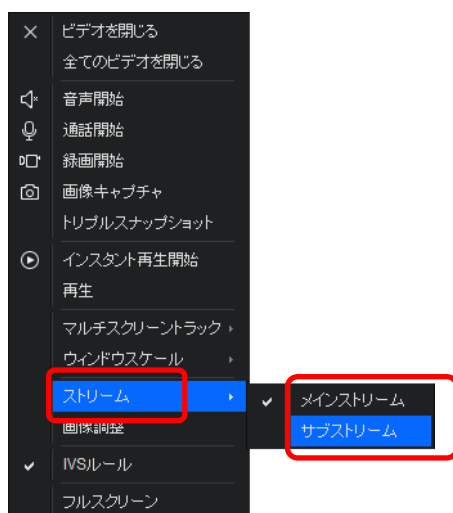 ビデオを閉じる
全てのビデオを閉じる
音声開始
通話開始
録画開始
画像キャプチャ
トリプルスナップショット
インスタント再生開始
再生
マルチスクリーントラック
ウィンドウスケール
ストリーム
メインストリーム
サブストリーム
画像調整
IVSルール
フルスクリーン